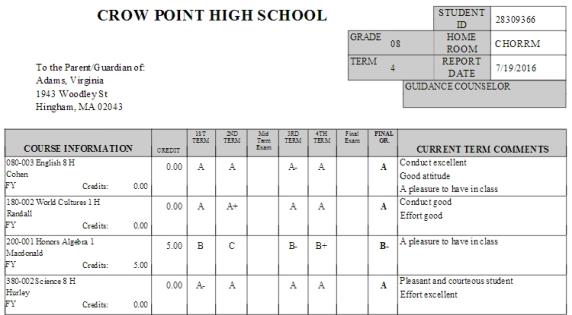 CROW POINT HIGH SCHOOL
STUDENT ID 28309366
GRADE 08 HOME ROOM CHORRM
TERM 4 REPORT DATE 7/19/2016
GUIDANCE COUNSELOR
To the Parent/Guardian of:
Adams, Virginia
1943 Woodley St
Hingham, MA 02043
COURSE INFORMATION CREDIT 1ST TERM 2ND TERM Mid Term Exam 3RD TERM 4TH TERM Final Exam FINAL GR. CURRENT TERM COMMENTS
080-003 English 8 H 0.00 A A A- A A Conduct excellent
Cohen Good attitude
FY Credits: 0.00 A pleasure to have in class
180-002 World Cultures 1 H 0.00 A A+ A A A Conduct good
Randall Effort good
FY Credits: 0.00
200-001 Honors Algebra 1 5.00 B C B- B+ B- A pleasure to have in class
Macdonald
FY Credits: 5.00
380-002 Science 8 H 0.00 A- A A A A Pleasant and courteous student
Hurley Effort excellent
FY Credits: 0.00